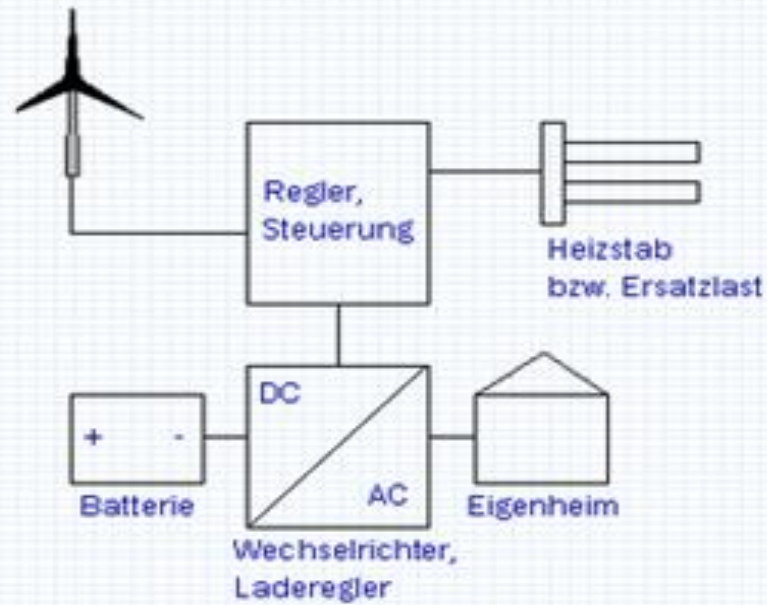 Regler,
Steuerung
Heizstab
bzw. Ersatzlast
DC
AC
+ -
Batterie
Eigenheim
Wechselrichter,
Laderegler